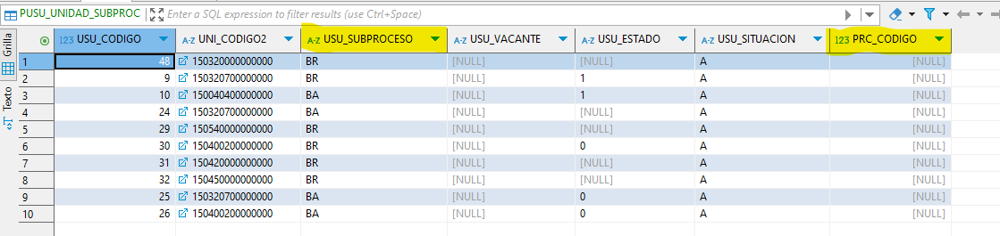 PUSU_UNIDAD_SUBPROC Enter a SQL expression to filter results (use Ctrl+Space)
Grilla
Texto
123 USU_CODIGO A-Z UNI_CODIGO2 A-Z USU_SUBPROCESO A-Z USU_VACANTE A-Z USU_ESTADO A-Z USU_SITUACION 123 PRC_CODIGO
1 48 150320000000000 BR [NULL] [NULL] A [NULL]
2 9 150320700000000 BR [NULL] 1 A [NULL]
3 10 150040400000000 BA [NULL] 1 A [NULL]
4 24 150320700000000 BA [NULL] [NULL] A [NULL]
5 29 150540000000000 BR [NULL] [NULL] A [NULL]
6 30 150400200000000 BR [NULL] 0 A [NULL]
7 31 150420000000000 BR [NULL] [NULL] A [NULL]
8 32 150450000000000 BR [NULL] [NULL] A [NULL]
9 25 150320700000000 BA [NULL] 0 A [NULL]
10 26 150400200000000 BA [NULL] 0 A [NULL]